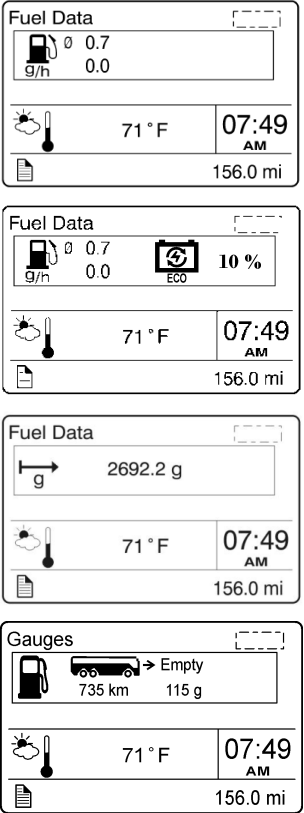 Fuel Data
Ø 0.7
g/h 0.0
71°F
07:49
AM
156.0 mi
Fuel Data
Ø 0.7
g/h 0.0
ECO
10 %
71°F
07:49
AM
156.0 mi
Fuel Data
g
2692.2 g
71°F
07:49
AM
156.0 mi
Gauges
Empty
735 km 115 g
71°F
07:49
AM
156.0 mi